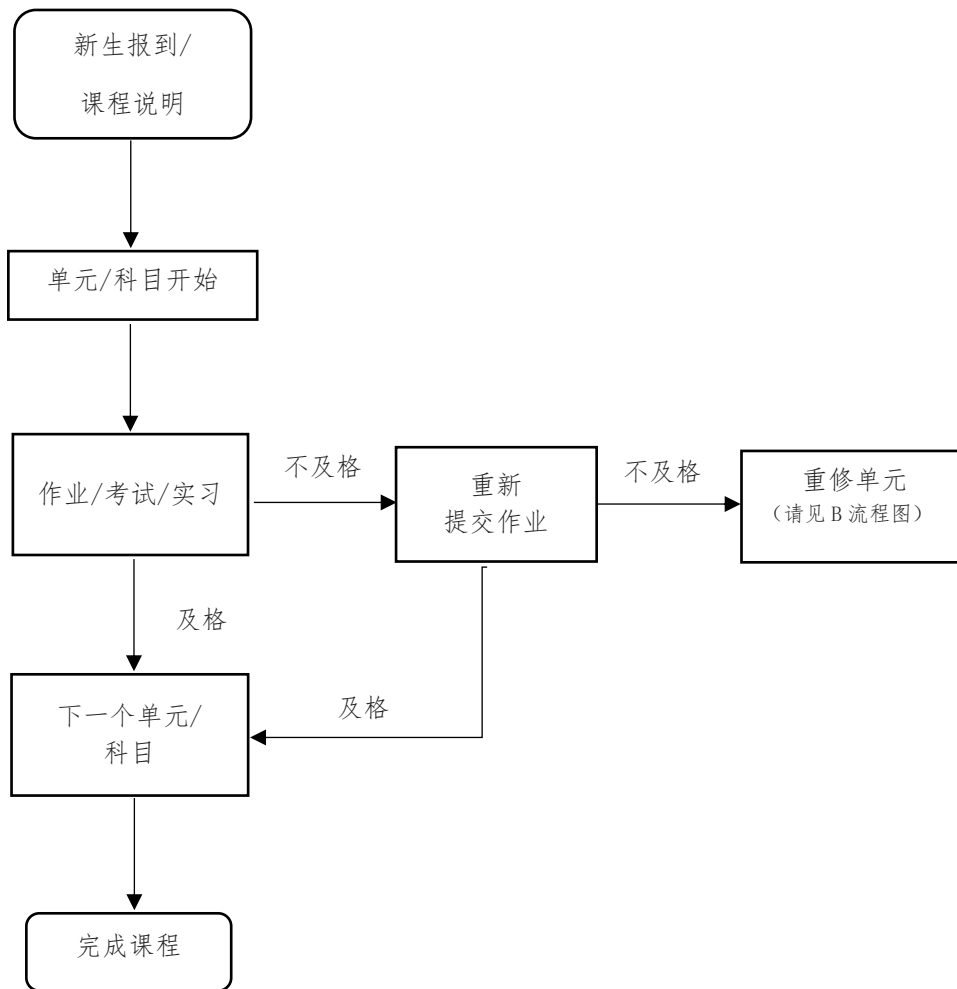 新生报到/
课程说明
单元/科目开始
作业/考试/实习
不及格
重新
提交作业
不及格
重修单元
（请见 B 流程图）
及格
下一个单元/
科目
及格
完成课程